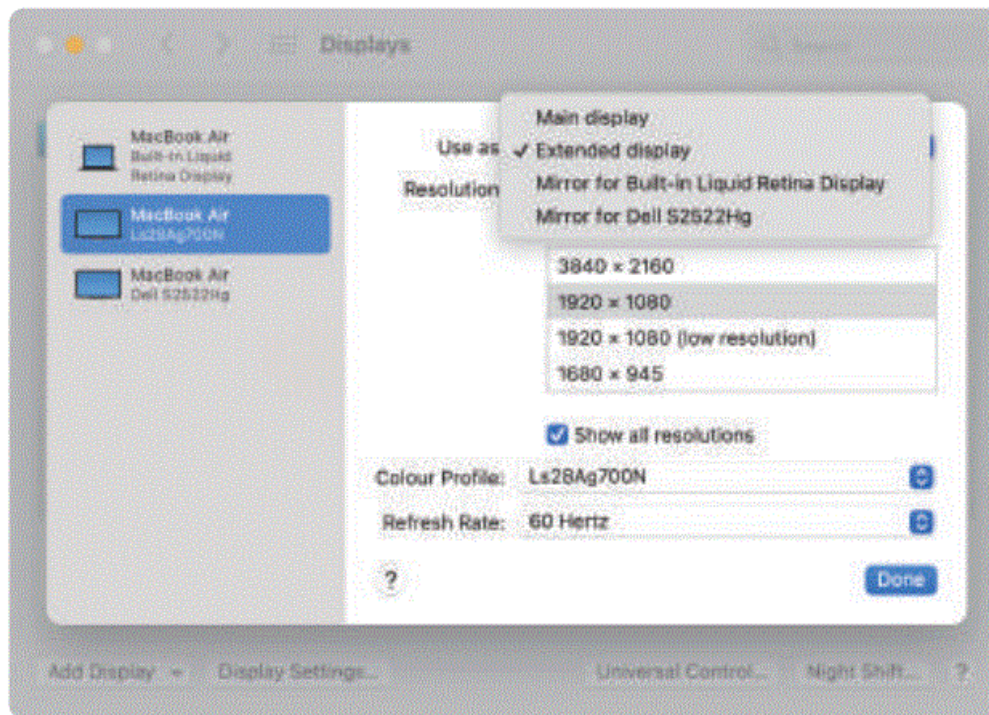 Displays
Search
MacBook Air
Built-in Liquid
Retina Display
MacBook Air
Ls28Ag700N
MacBook Air
Dell S2522Hg
Use as
Main display
✓ Extended display
Mirror for Built-in Liquid Retina Display
Mirror for Dell S2522Hg
Resolution
3840 × 2160
1920 × 1080
1920 × 1080 (low resolution)
1680 × 945
Show all resolutions
Colour Profile: Ls28Ag700N
Refresh Rate: 60 Hertz
?
Done
Add Display
Display Settings...
Universal Control...
Night Shift...
?